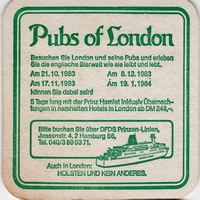 Pubs of London
Besuchen Sie London und seine Pubs und erleben
Sie die englische Bierwelt wie sie leibt und lebt.
Am 21.10.1983 Am 8.12.1983
Am 17.11.1983 Am 19.1.1984
können Sie dabei sein!
5 Tage lang mit der Prinz Hamlet inklusiv Übernach-
tungen in namhaften Hotels in London ab DM 248,-
Bitte buchen Sie über DFDS Prinzen-Linien,
Jessenstr. 4, 2 Hamburg 50,
Tel. 040/38 03 71.
Auch in London:
HOLSTEN UND KEIN ANDERES.